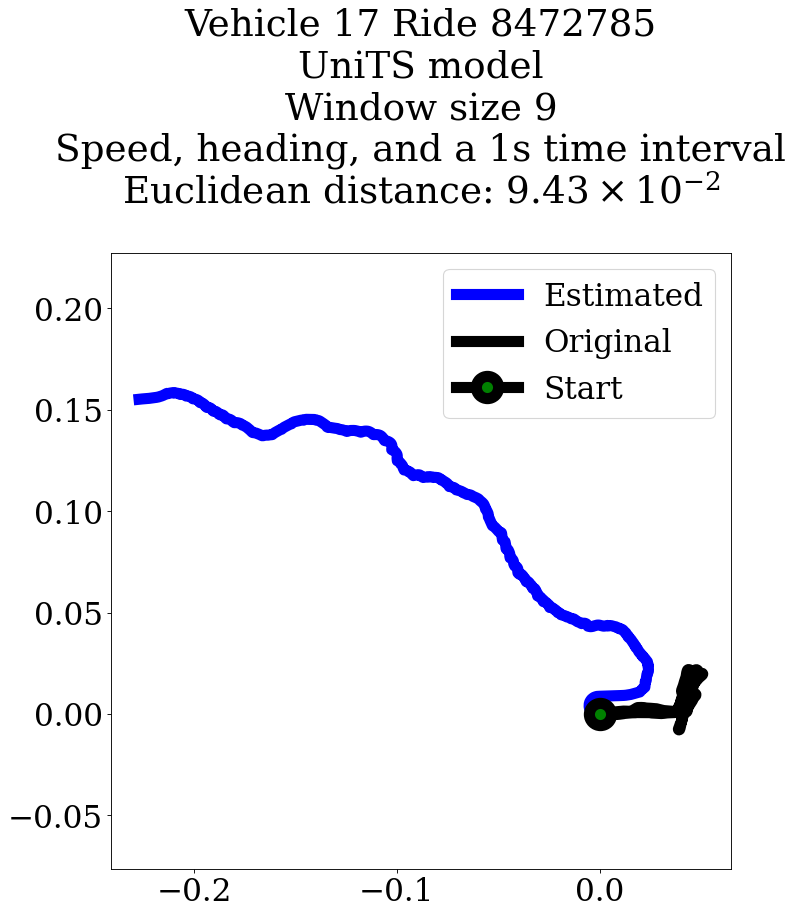 Vehicle 17 Ride 8472785
UniTS model
Window size 9
Speed, heading, and a 1s time interval
Euclidean distance: 9.43 × 10⁻²
Estimated
Original
Start
0.20
0.15
0.10
0.05
0.00
−0.05
−0.2
−0.1
0.0